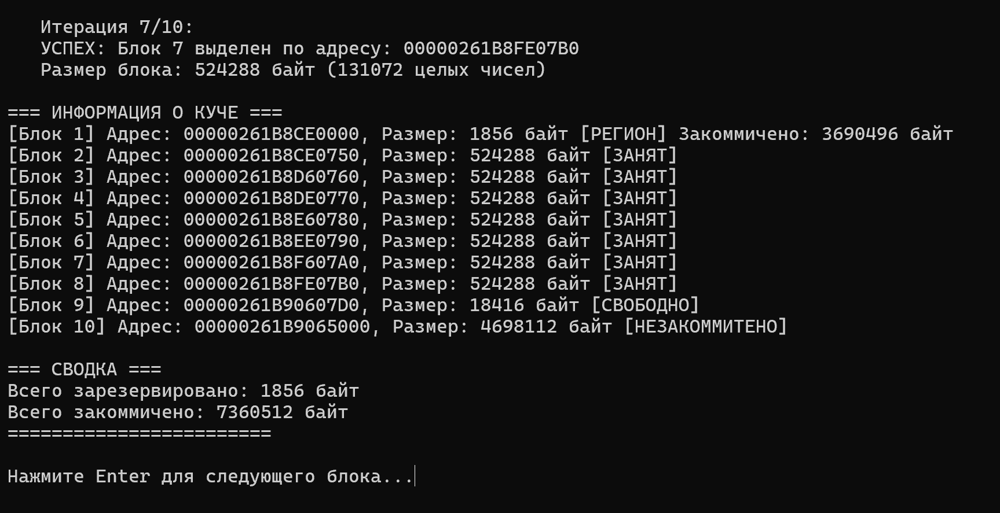 Итерация 7/10:
УСПЕХ: Блок 7 выделен по адресу: 00000261B8FE07B0
Размер блока: 524288 байт (131072 целых чисел)
=== ИНФОРМАЦИЯ О КУЧЕ ===
[Блок 1] Адрес: 00000261B8CE0000, Размер: 1856 байт [РЕГИОН] Закоммичено: 3690496 байт
[Блок 2] Адрес: 00000261B8CE0750, Размер: 524288 байт [ЗАНЯТ]
[Блок 3] Адрес: 00000261B8D60760, Размер: 524288 байт [ЗАНЯТ]
[Блок 4] Адрес: 00000261B8DE0770, Размер: 524288 байт [ЗАНЯТ]
[Блок 5] Адрес: 00000261B8E60780, Размер: 524288 байт [ЗАНЯТ]
[Блок 6] Адрес: 00000261B8EE0790, Размер: 524288 байт [ЗАНЯТ]
[Блок 7] Адрес: 00000261B8F607A0, Размер: 524288 байт [ЗАНЯТ]
[Блок 8] Адрес: 00000261B8FE07B0, Размер: 524288 байт [ЗАНЯТ]
[Блок 9] Адрес: 00000261B90607D0, Размер: 18416 байт [СВОБОДНО]
[Блок 10] Адрес: 00000261B9065000, Размер: 4698112 байт [НЕЗАКОММИТЕНО]
=== СВОДКА ===
Всего зарезервировано: 1856 байт
Всего закоммичено: 7360512 байт
========================
Нажмите Enter для следующего блока...